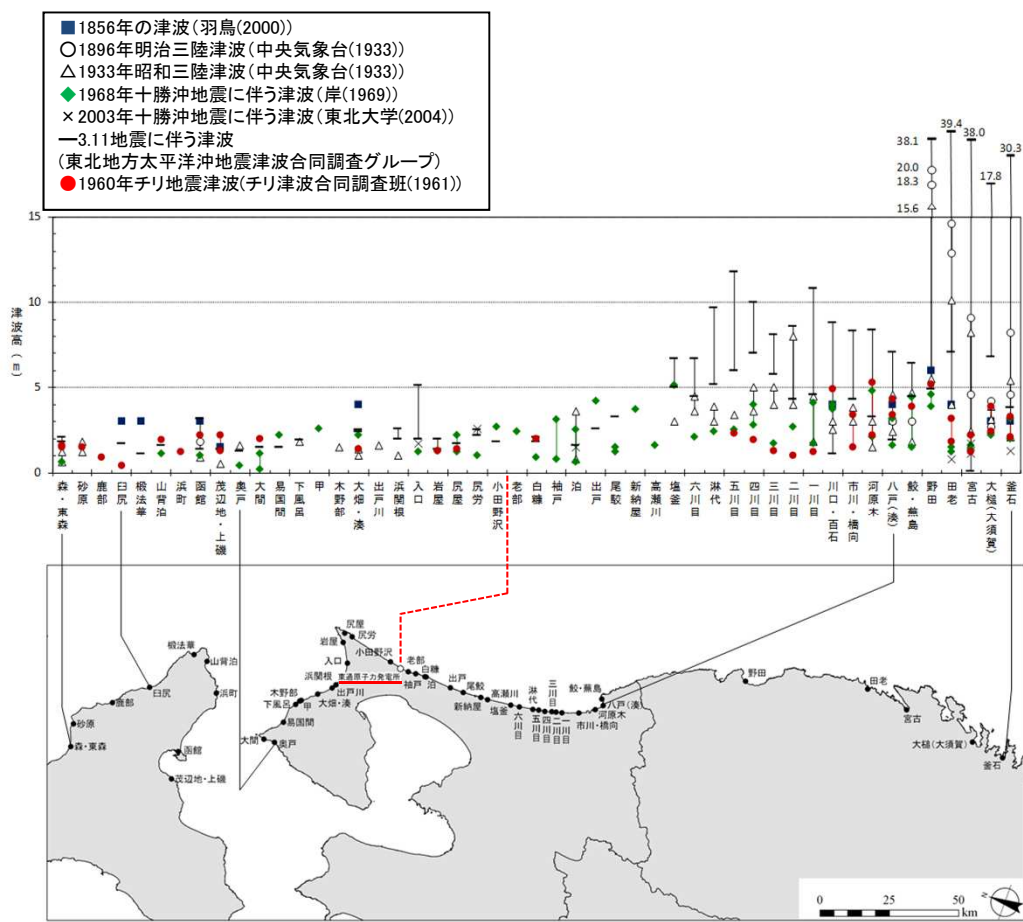 ■1856年の津波(羽鳥(2000))
○1896年明治三陸津波(中央気象台(1933))
△1933年昭和三陸津波(中央気象台(1933))
◆1968年十勝沖地震に伴う津波(岸(1969))
×2003年十勝沖地震に伴う津波(東北大学(2004))
ー3.11地震に伴う津波
(東北地方太平洋沖地震津波合同調査グループ)
●1960年チリ地震津波(チリ津波合同調査班(1961))
39.4
38.1
38.0
30.3
20.0
18.3
17.8
15.6
15
10
5
0
津波高(m)
森・東森
砂原
鹿部
臼尻
椴法華
山背泊
浜町
函館
茂辺地・上磯
奥戸
大間
易国間
下風呂
甲
木野部
大畑・湊
出戸川
浜関根
入口
岩屋
尻屋
尻労
小田野沢
老部
白糠
袖戸
泊
出戸
尾駮
新納屋
高瀬川
塩釜
六川目
淋代
五川目
四川目
三川目
二川目
一川目
川口・百石
市川・橋向
河原木
八戸(湊)
鮫・蕪島
野田
田老
宮古
大槌(大須賀)
釜石
尻屋
尻労
岩屋
小田野沢
入口
老部
白糠
浜関根
東通原子力発電所
袖戸
泊
出戸
尾鮫
新納屋
高瀬川
塩釜
六川目
淋代
五川目
四川目
三川目
二川目
一川目
市川・橋向
河原木
八戸(湊)
鮫・蕪島
野田
田老
宮古
大槌(大須賀)
釜石
木野部
下風呂
甲
出戸川
大畑・湊
易国間
大間
奥戸
椴法華
山背泊
臼尻
浜町
鹿部
砂原
森・東森
函館
茂辺地・上磯
0 25 50
km